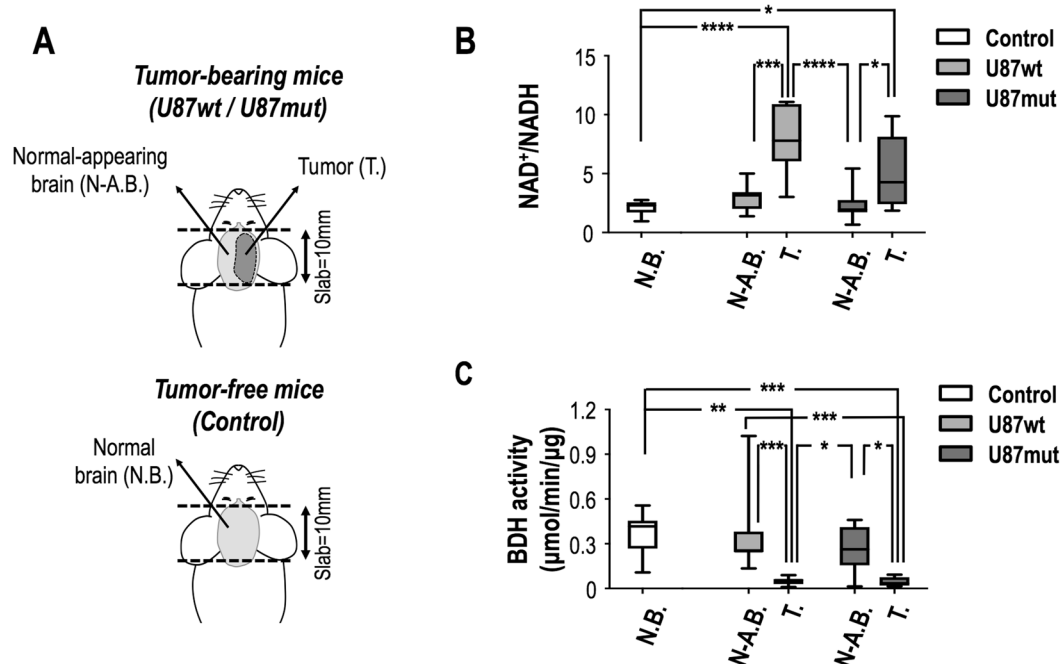 A
Tumor-bearing mice
(U87wt / U87mut)
Normal-appearing
brain (N-A.B.)
Tumor (T.)
Slab=10mm
Tumor-free mice
(Control)
Normal
brain (N.B.)
Slab=10mm
B
*
****
*** **** *
15
10
5
0
NAD⁺/NADH
N.B.
N-A.B.
T.
N-A.B.
T.
Control
U87wt
U87mut
C
***
**
***
*** * *
1.2
0.9
0.6
0.3
0
BDH activity
(µmol/min/µg)
N.B.
N-A.B.
T.
N-A.B.
T.
Control
U87wt
U87mut